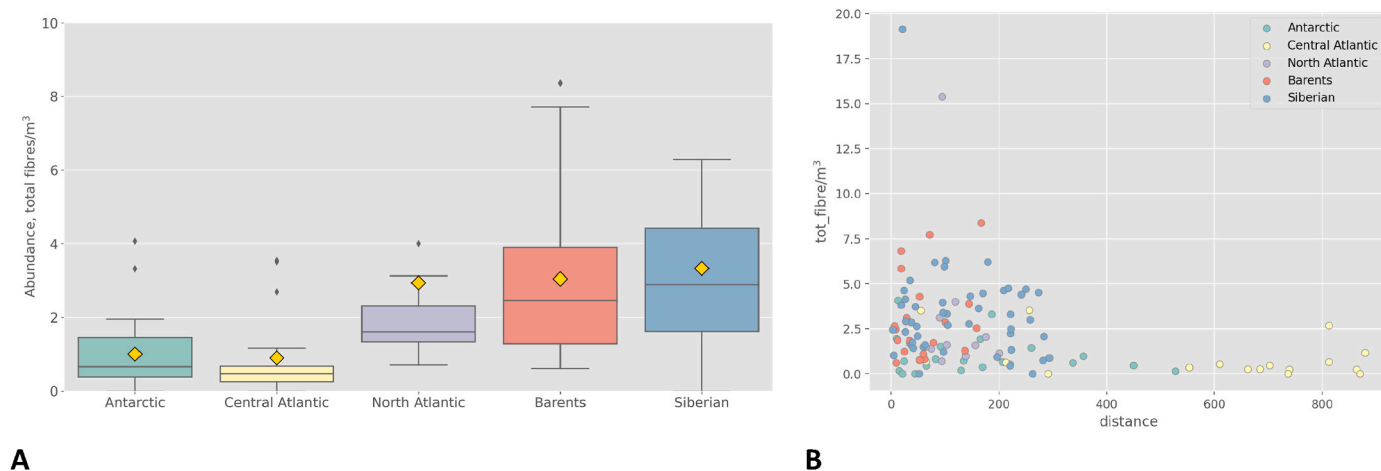 10
8
6
4
2
0
Abundance, total fibres/m³
Antarctic
Central Atlantic
North Atlantic
Barents
Siberian
A
20.0
17.5
15.0
12.5
10.0
7.5
5.0
2.5
0.0
tot_fibre/m³
0
200
400
600
800
distance
Antarctic
Central Atlantic
North Atlantic
Barents
Siberian
B